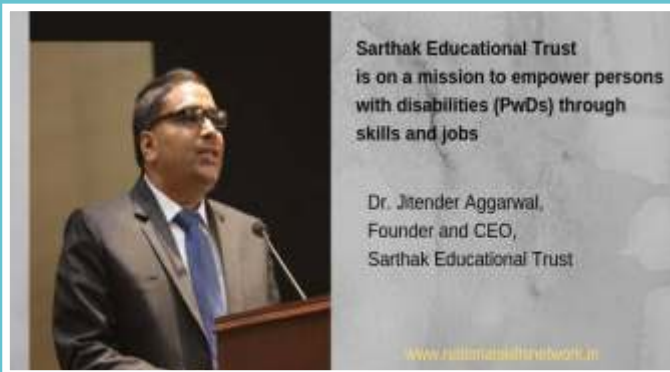 Sarthak Educational Trust
is on a mission to empower persons
with disabilities (PwDs) through
skills and jobs
Dr. Jitender Aggarwal,
Founder and CEO,
Sarthak Educational Trust